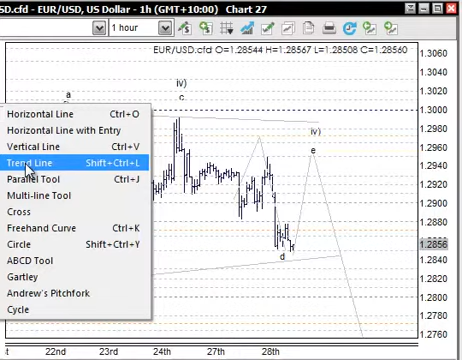 SD.cfd - EUR/USD, US Dollar - 1h (GMT+10:00) Chart 27
1 hour
EUR/USD.cfd O=1.28544 H=1.28567 L=1.28508 C=1.28560
1.3060
1.3040
1.3020
1.3000
1.2980
1.2960
1.2940
1.2920
1.2900
1.2880
1.2856
1.2840
1.2820
1.2800
1.2780
1.2760
a
iv)
c
iv)
e
d
Horizontal Line Ctrl+O
Horizontal Line with Entry
Vertical Line Ctrl+V
Trend Line Shift+Ctrl+L
Parallel Tool Ctrl+J
Multi-line Tool
Cross
Freehand Curve Ctrl+K
Circle Shift+Ctrl+Y
ABCD Tool
Gartley
Andrew's Pitchfork
Cycle
st 22nd 23rd 24th 27th 28th